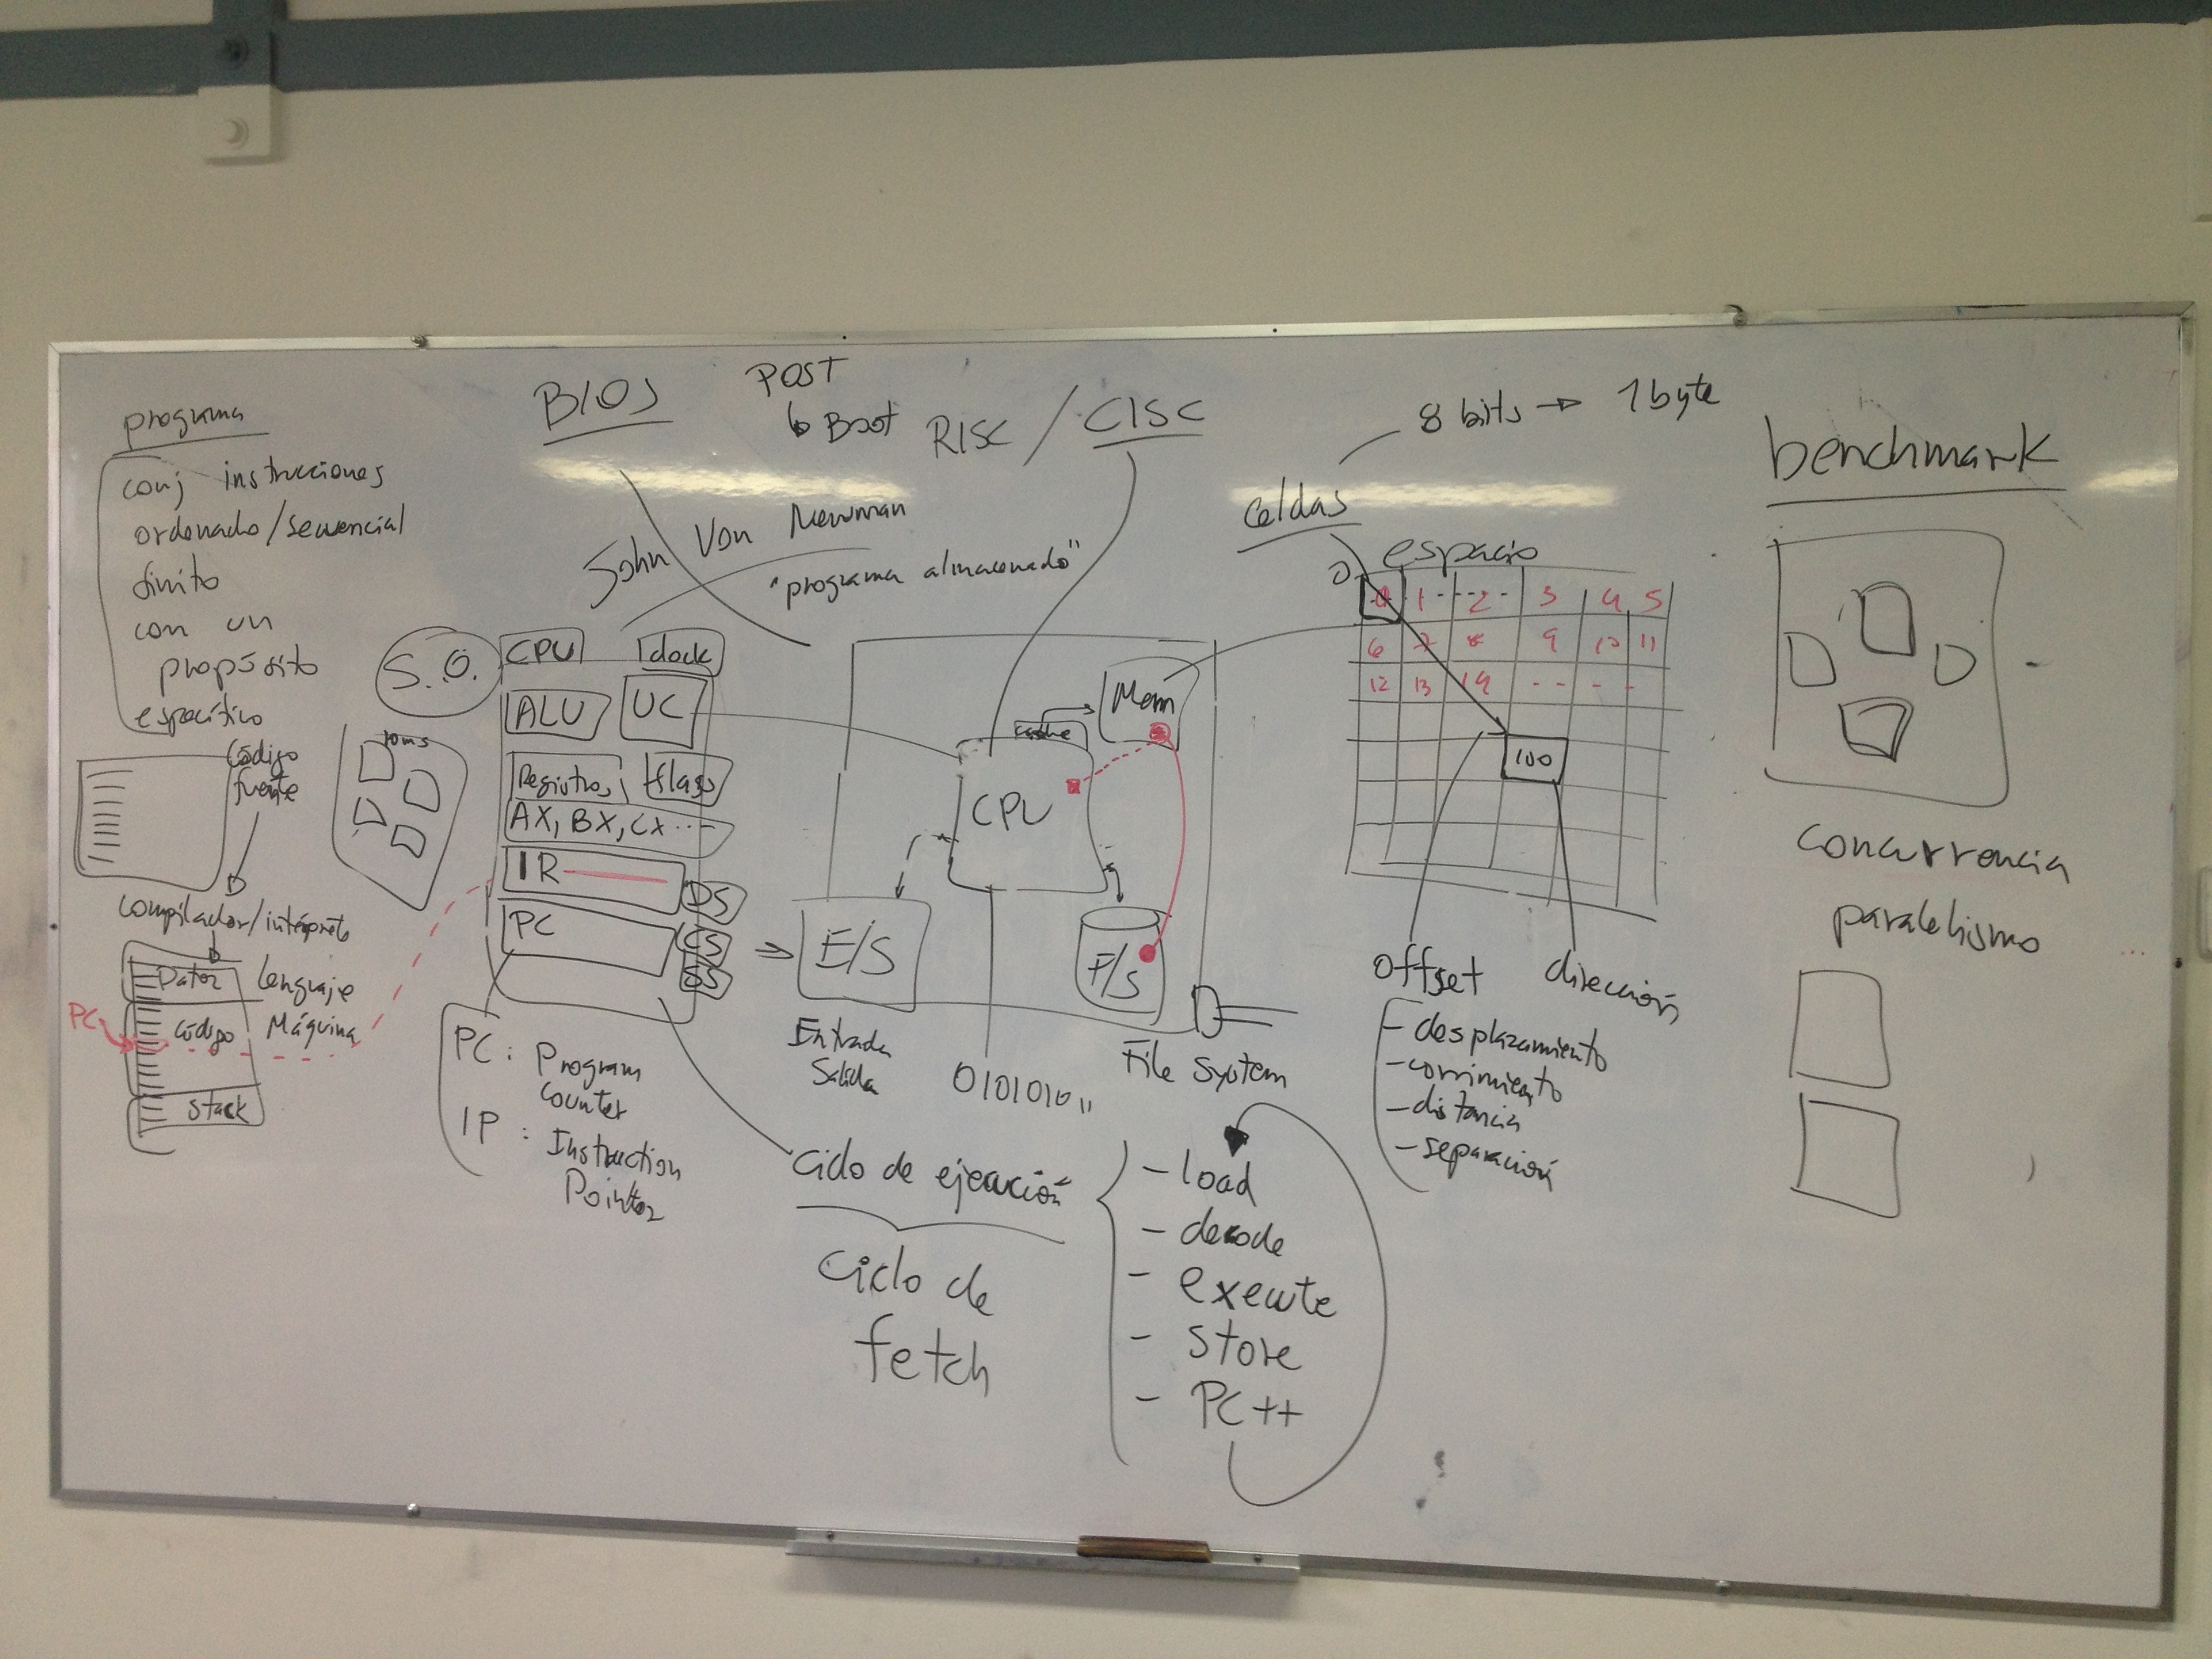 programa
conj instrucciones
ordenado/secuencial
finito
con un
propósito
específico
código
fuente
compilador/intérprete
Datos
lenguaje
código
Máquina
stack
PC
S.O.
10ms
BIOS
POST
Boot
RISC / CISC
John Von Newman
"programa almacenado"
CPU
clock
ALU
UC
Registros
flags
AX, BX, CX ...
IR
PC
DS
CS
SS
PC: Program
counter
IP: Instruction
Pointer
Mem
cache
CPU
E/S
F/S
Entrada
Salida
0101010
File System
ciclo de ejecución
ciclo de
fetch
- load
- decode
- execute
- store
- PC++
8 bits → 1 byte
celdas
espacio
0
0 1 2 3 4 5
6 7 8 9 10 11
12 13 14 - - - -
100
offset
dirección
- desplazamiento
- corrimiento
- distancia
- separación
benchmark
concurrencia
paralelismo